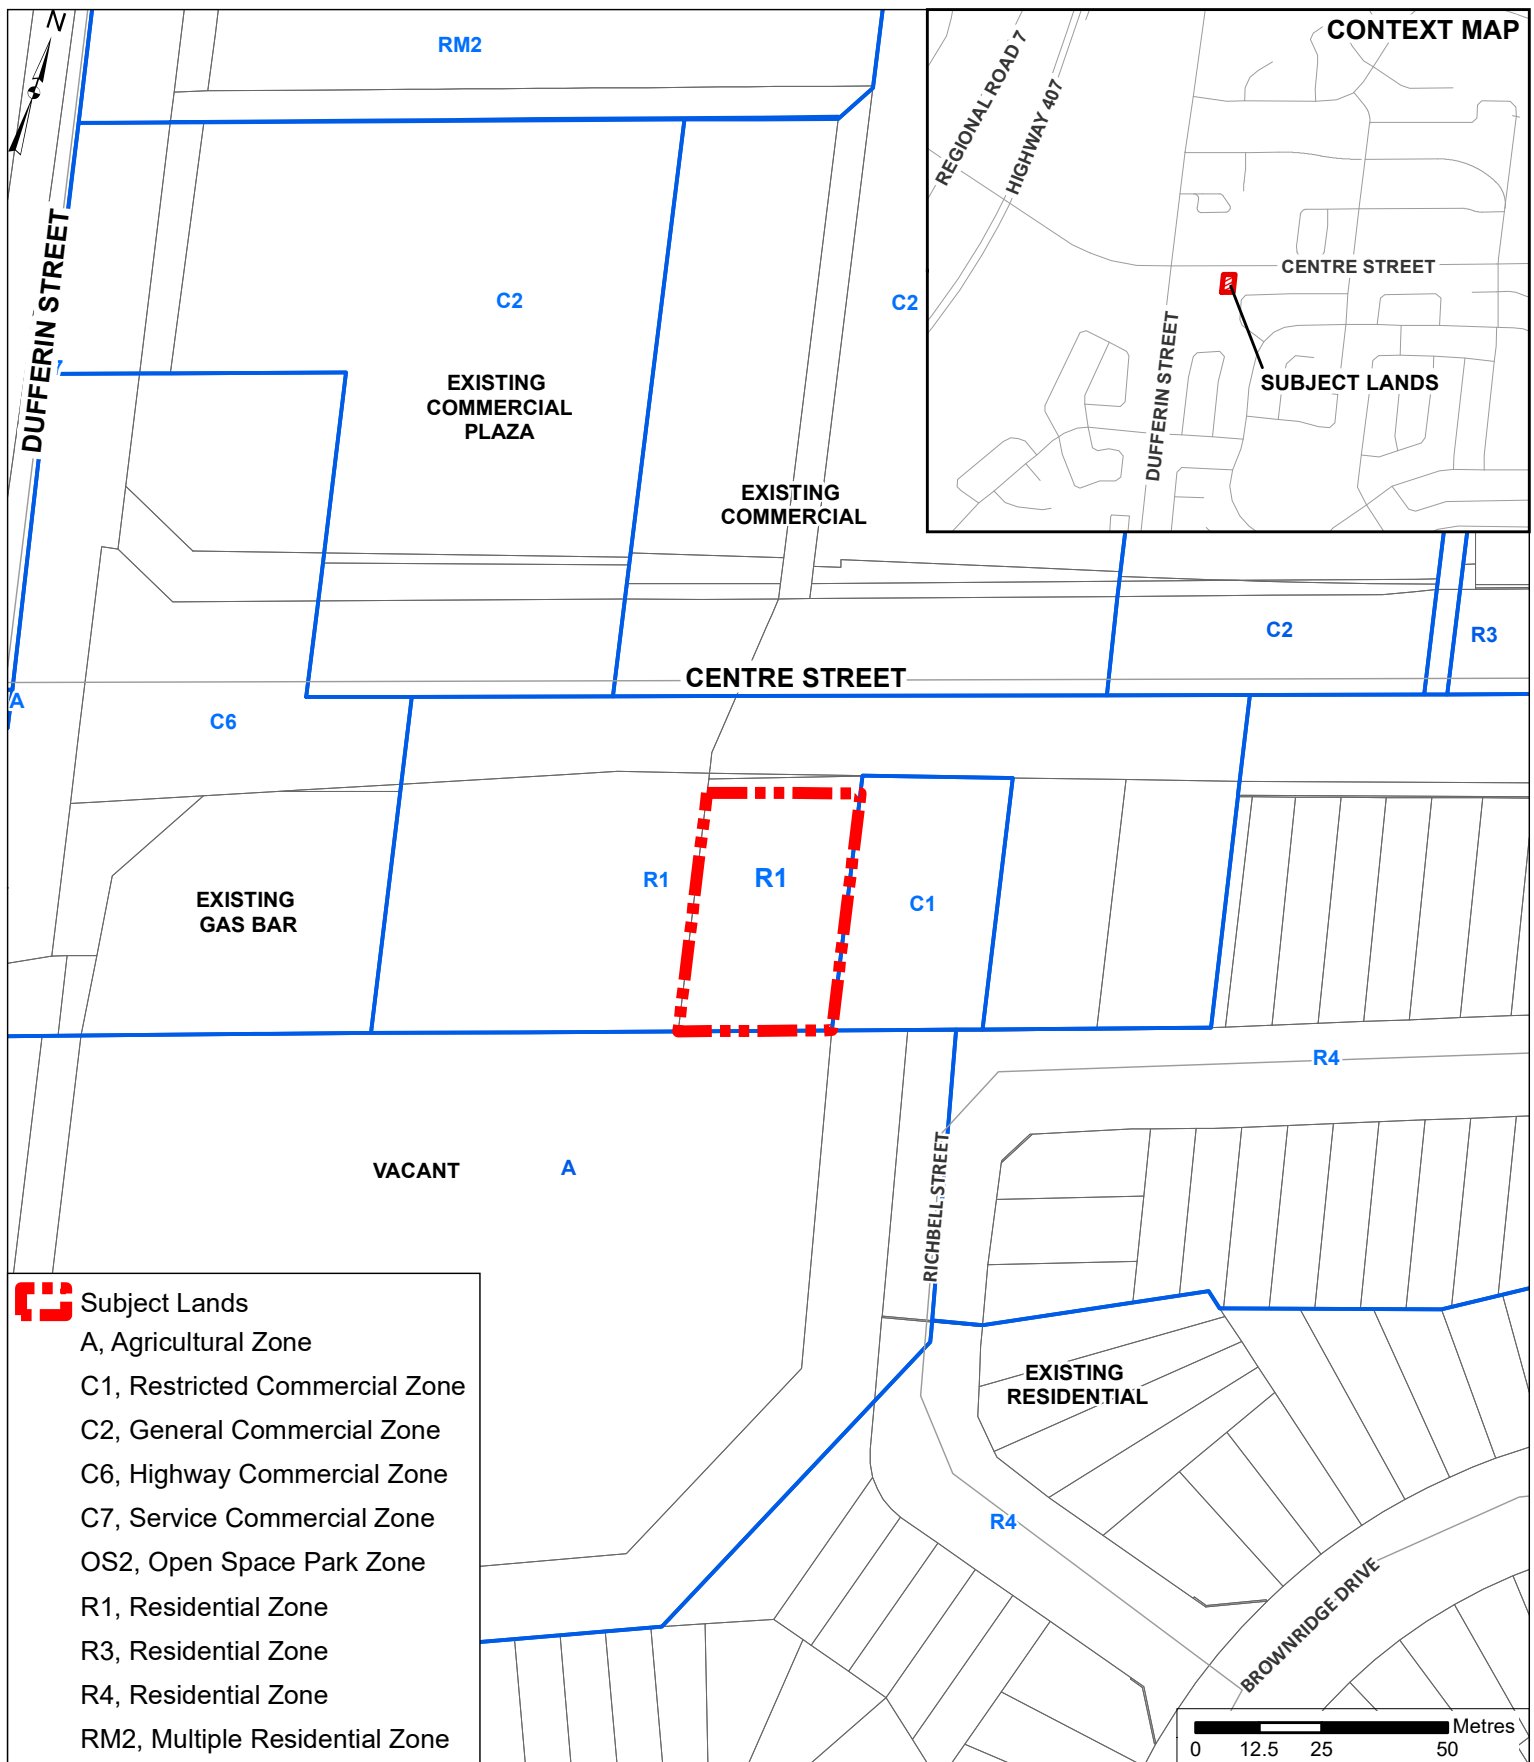 N
RM2
CONTEXT MAP
REGIONAL ROAD 7
HIGHWAY 407
CENTRE STREET
DUFFERIN STREET
SUBJECT LANDS
DUFFERIN STREET
C2
C2
EXISTING
COMMERCIAL
PLAZA
EXISTING
COMMERCIAL
C2
R3
CENTRE STREET
A
C6
R1
R1
C1
EXISTING
GAS BAR
R4
VACANT
A
RICHBELL STREET
EXISTING
RESIDENTIAL
R4
BROWNRIDGE DRIVE
Subject Lands
A, Agricultural Zone
C1, Restricted Commercial Zone
C2, General Commercial Zone
C6, Highway Commercial Zone
C7, Service Commercial Zone
OS2, Open Space Park Zone
R1, Residential Zone
R3, Residential Zone
R4, Residential Zone
RM2, Multiple Residential Zone
Metres
0 12.5 25 50